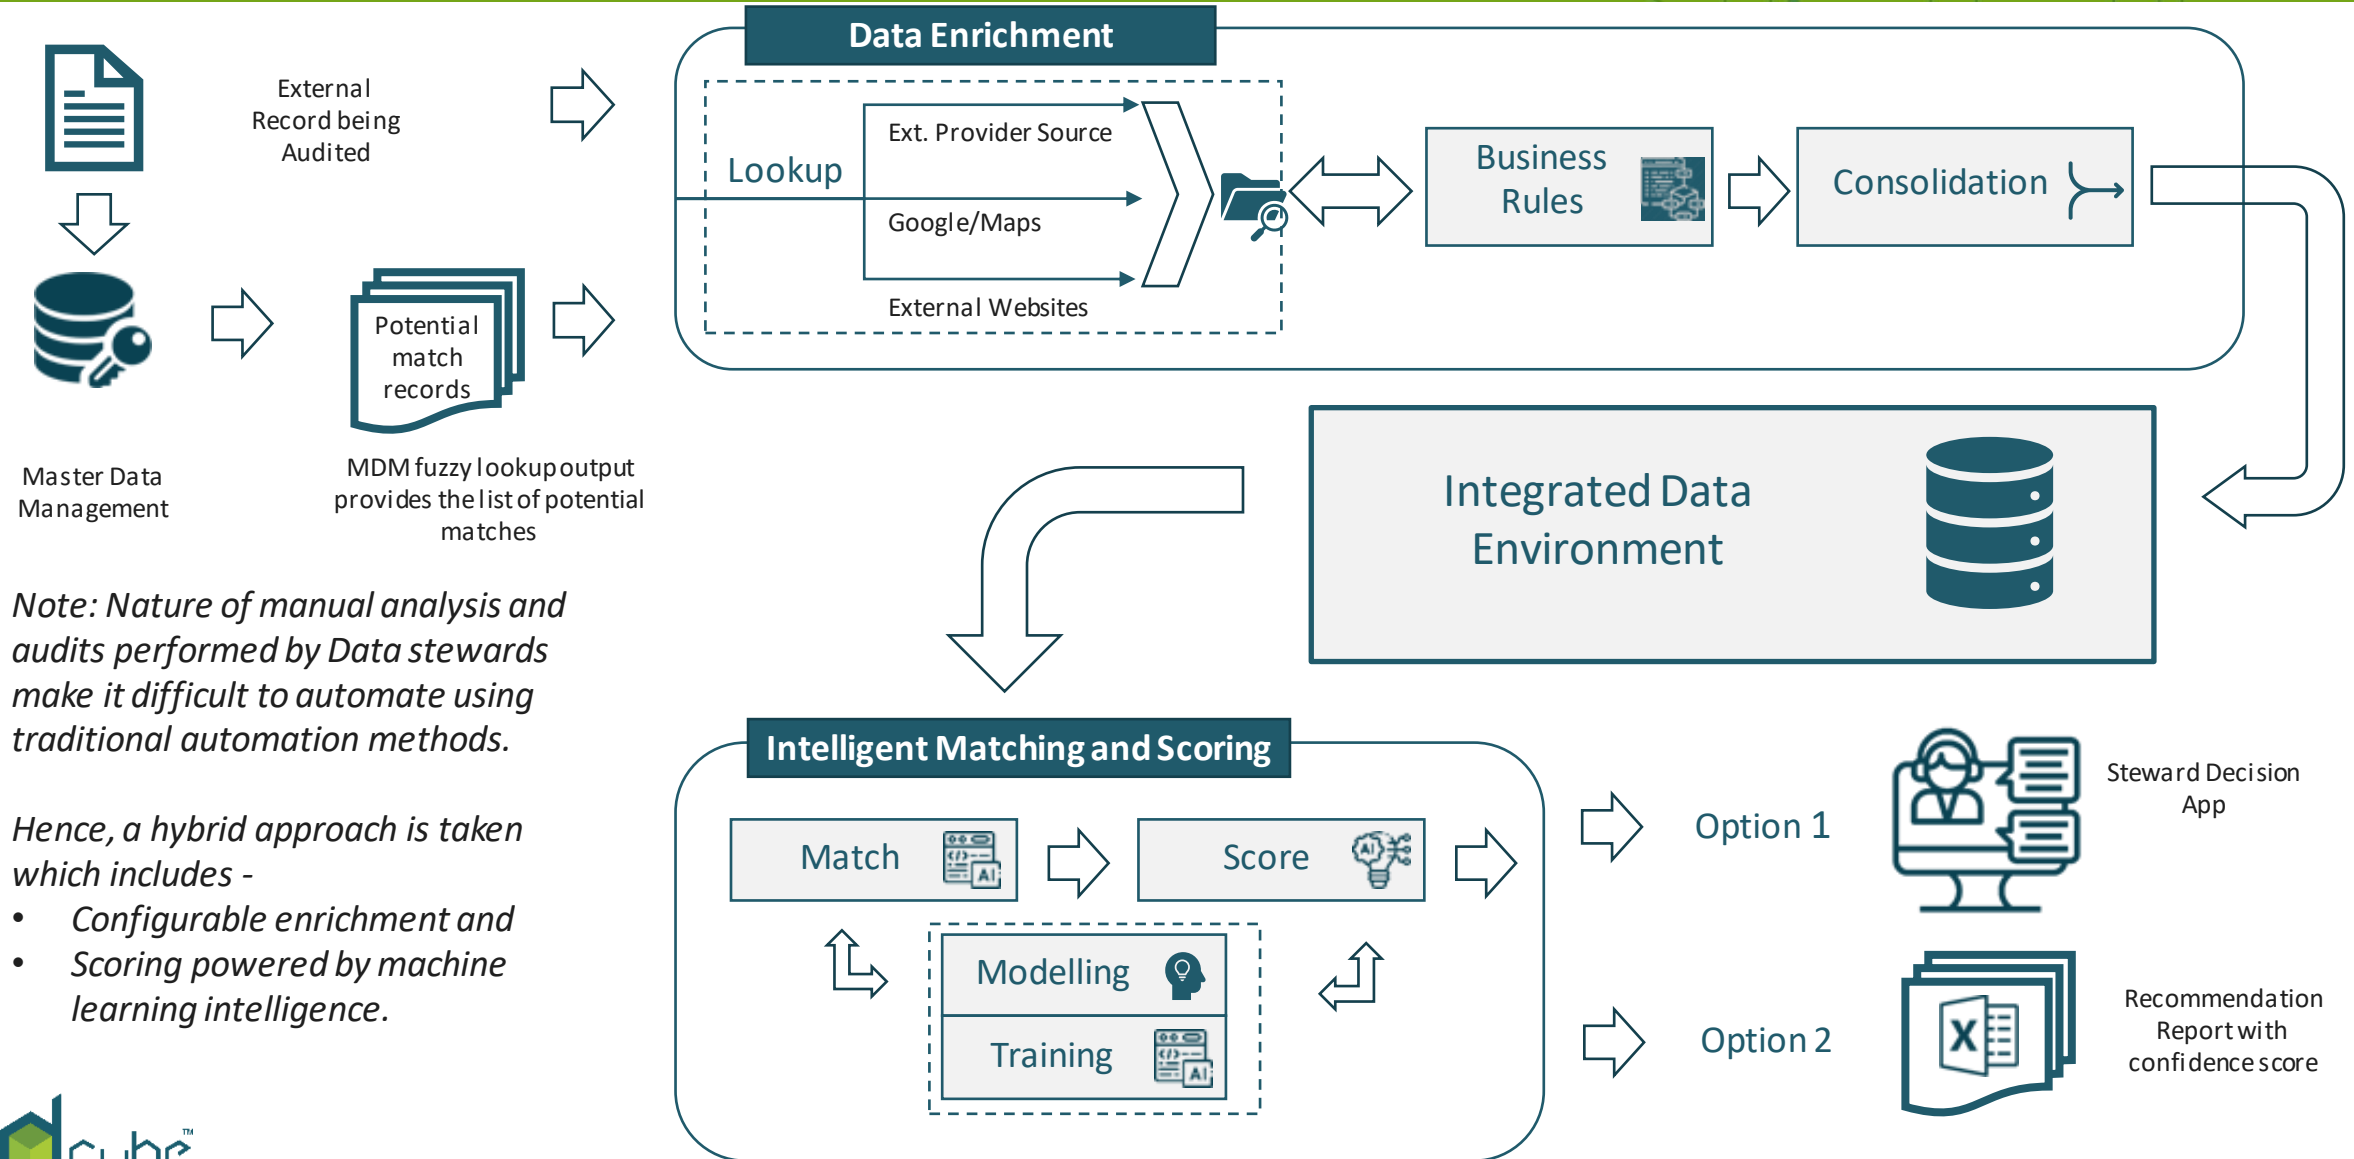 Data Enrichment
External
Record being
Audited
Lookup
Ext. Provider Source
Google/Maps
External Websites
Business
Rules
Consolidation
Potential
match
records
Master Data
Management
MDM fuzzy lookup output
provides the list of potential
matches
Integrated Data
Environment
Note: Nature of manual analysis and
audits performed by Data stewards
make it difficult to automate using
traditional automation methods.
Hence, a hybrid approach is taken
which includes -
• Configurable enrichment and
• Scoring powered by machine
learning intelligence.
Intelligent Matching and Scoring
Match
AI
Score
AI
Modelling
Training
AI
Option 1
Steward Decision
App
Option 2
X
Recommendation
Report with
confidence score
dcube™